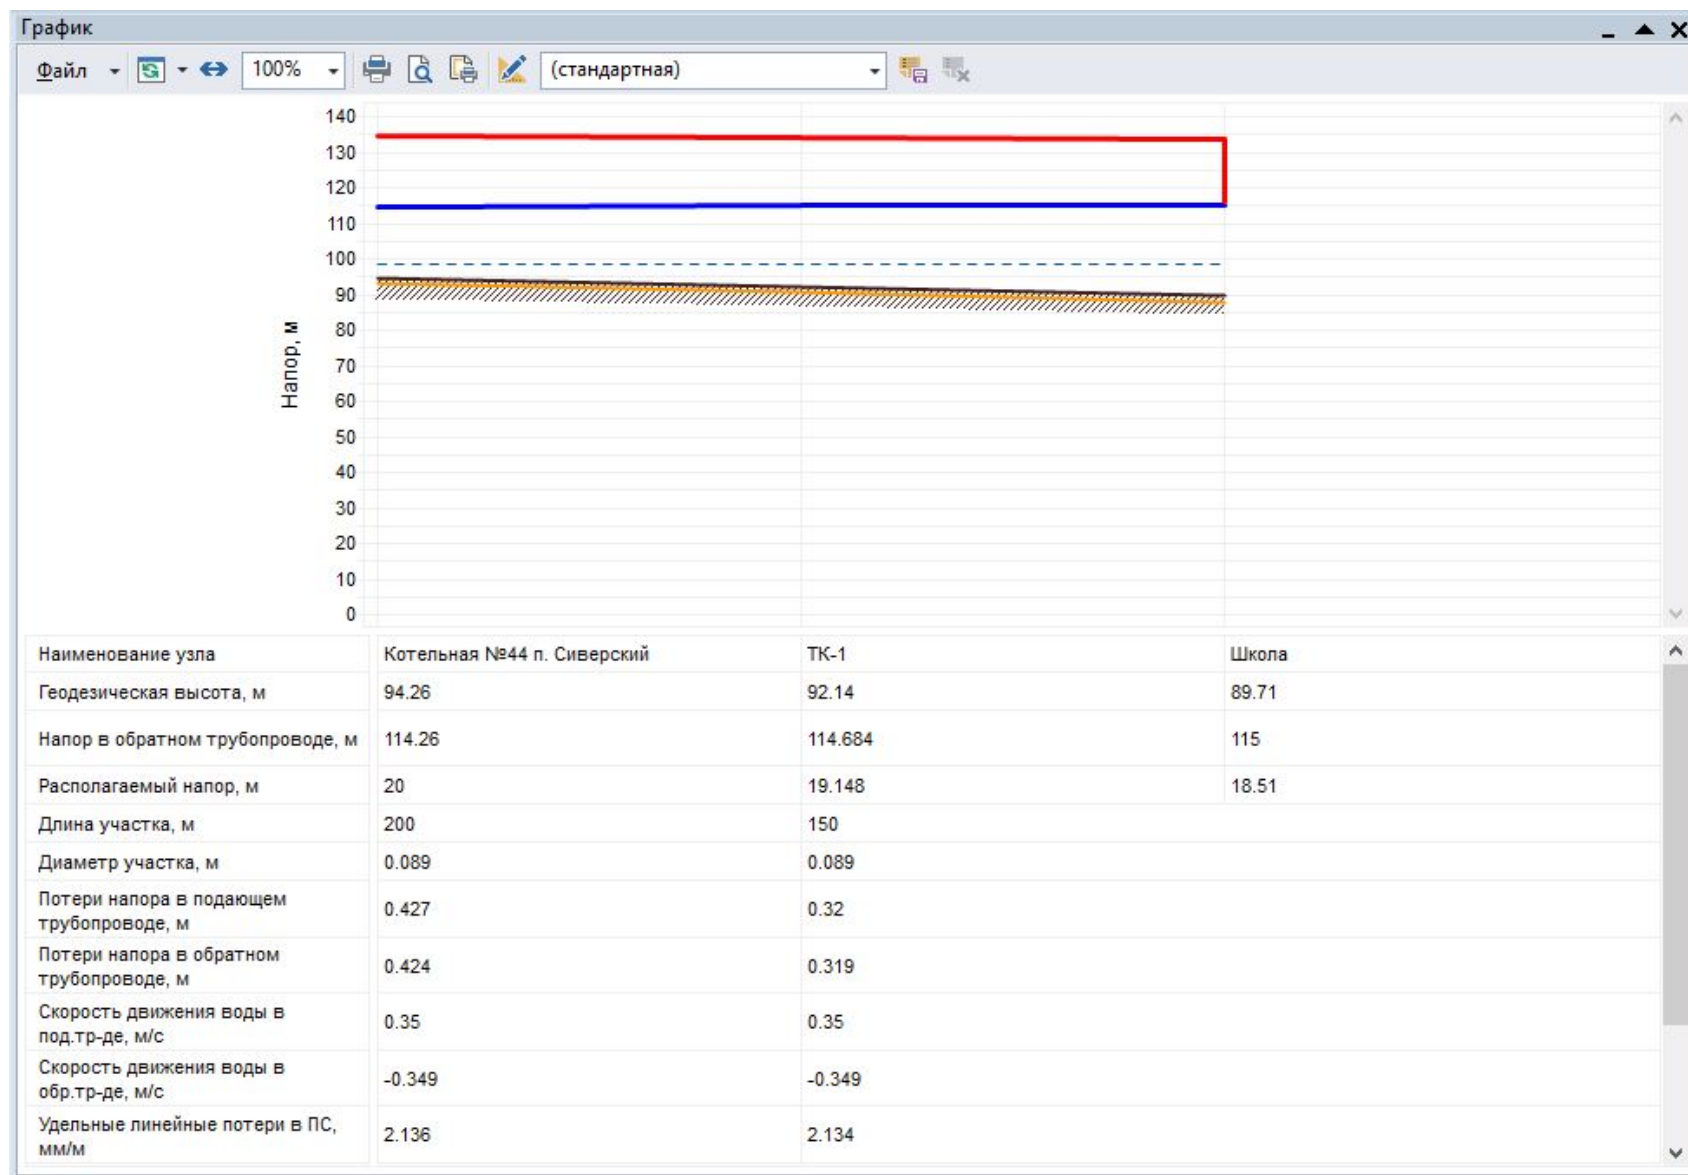 График
Файл 100% (стандартная)
140
130
120
110
100
90
80
70
60
50
40
30
20
10
0
Напор, м
Наименование узла Котельная №44 п. Сиверский ТК-1 Школа
Геодезическая высота, м 94.26 92.14 89.71
Напор в обратном трубопроводе, м 114.26 114.684 115
Располагаемый напор, м 20 19.148 18.51
Длина участка, м 200 150
Диаметр участка, м 0.089 0.089
Потери напора в подающем
трубопроводе, м 0.427 0.32
Потери напора в обратном
трубопроводе, м 0.424 0.319
Скорость движения воды в
под.тр-де, м/с 0.35 0.35
Скорость движения воды в
обр.тр-де, м/с -0.349 -0.349
Удельные линейные потери в ПС,
мм/м 2.136 2.134